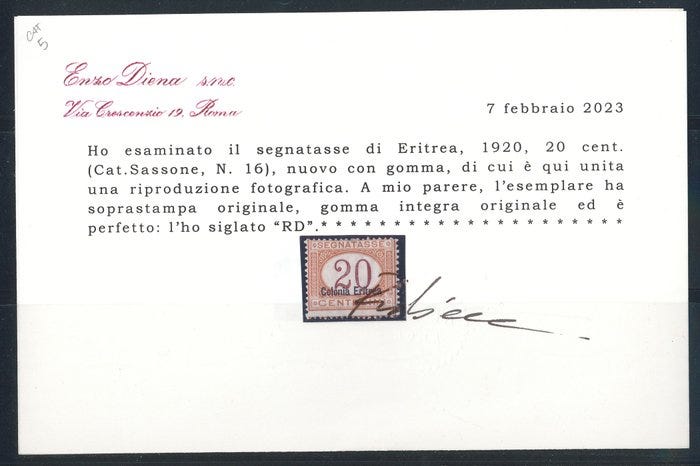 CAT
5
Enzo Diena s.n.c.
Via Crescenzio 19, Roma
7 febbraio 2023
Ho esaminato il segnatasse di Eritrea, 1920, 20 cent.
(Cat.Sassone, N. 16), nuovo con gomma, di cui è qui unita
una riproduzione fotografica. A mio parere, l'esemplare ha
soprastampa originale, gomma integra originale ed è
perfetto: l'ho siglato "RD".* * * * * * * * * * * * * * * *
SEGNATASSE
20
Colonia Eritrea